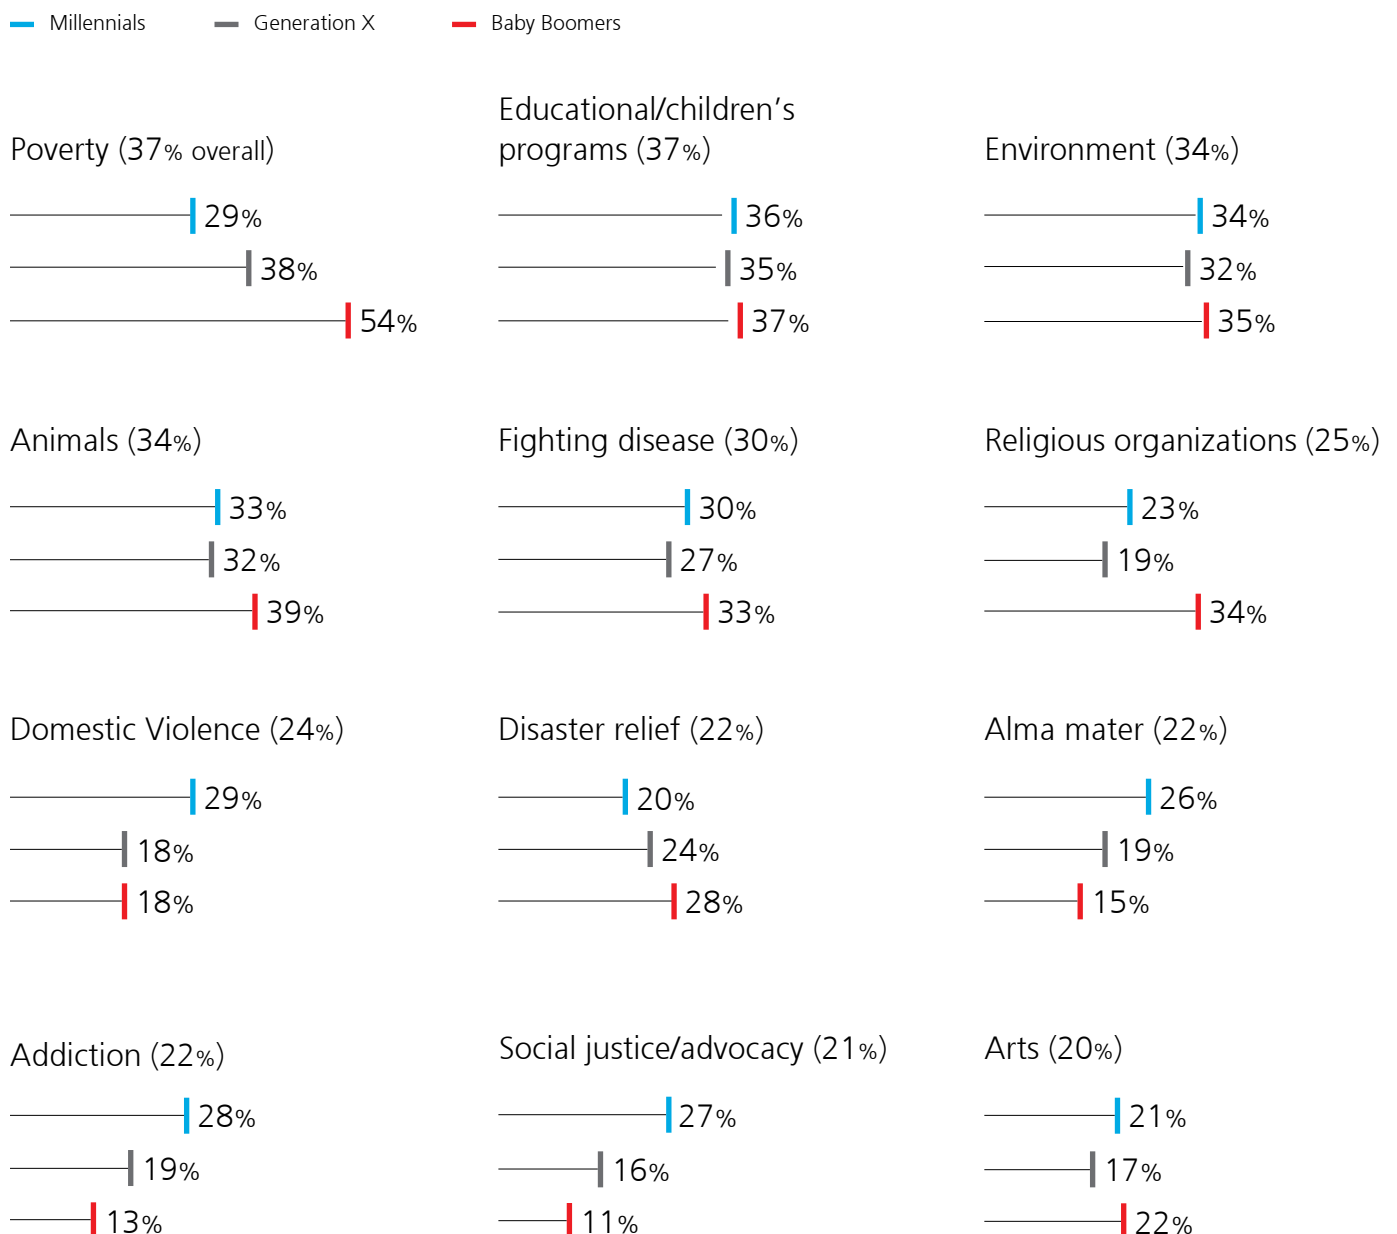 Millennials
Generation X
Baby Boomers
Poverty (37% overall)
29%
38%
54%
Educational/children’s
programs (37%)
36%
35%
37%
Environment (34%)
34%
32%
35%
Animals (34%)
33%
32%
39%
Fighting disease (30%)
30%
27%
33%
Religious organizations (25%)
23%
19%
34%
Domestic Violence (24%)
29%
18%
18%
Disaster relief (22%)
20%
24%
28%
Alma mater (22%)
26%
19%
15%
Addiction (22%)
28%
19%
13%
Social justice/advocacy (21%)
27%
16%
11%
Arts (20%)
21%
17%
22%